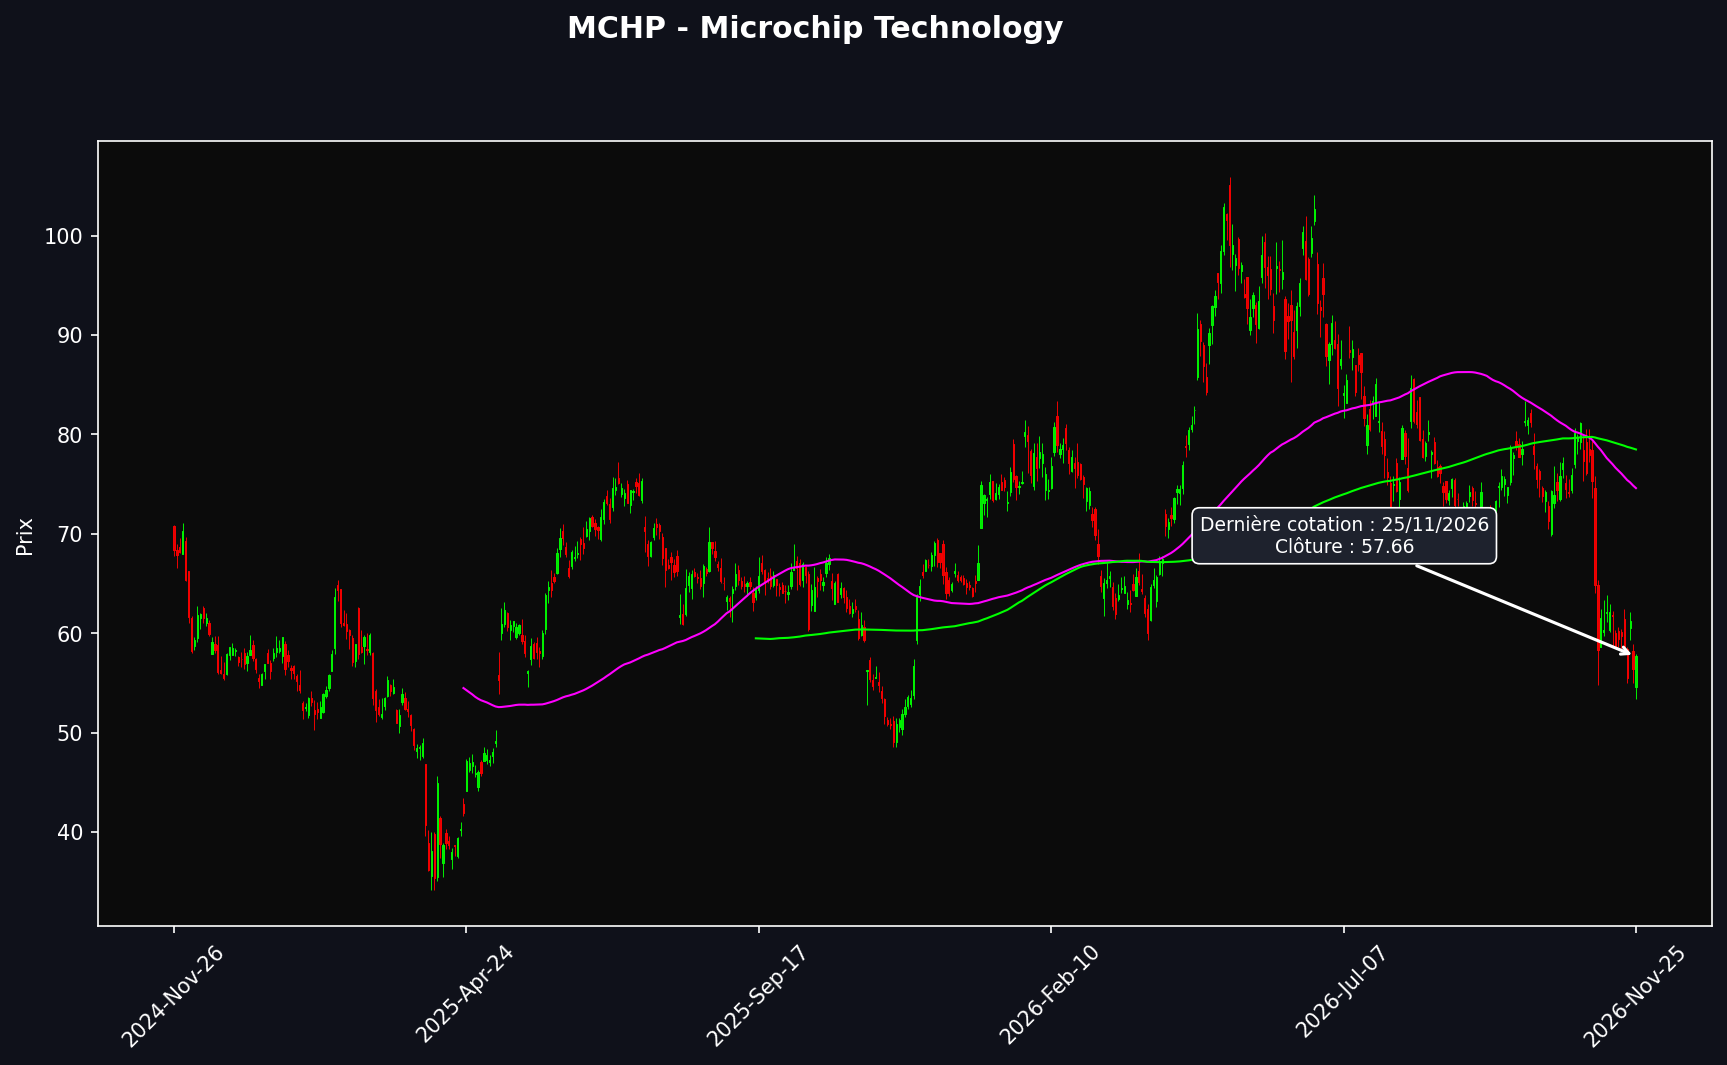 MCHP - Microchip Technology
Prix
100
90
80
70
60
50
40
Dernière cotation : 25/11/2026
Clôture : 57.66
2024-Nov-26
2025-Apr-24
2025-Sep-17
2026-Feb-10
2026-Jul-07
2026-Nov-25